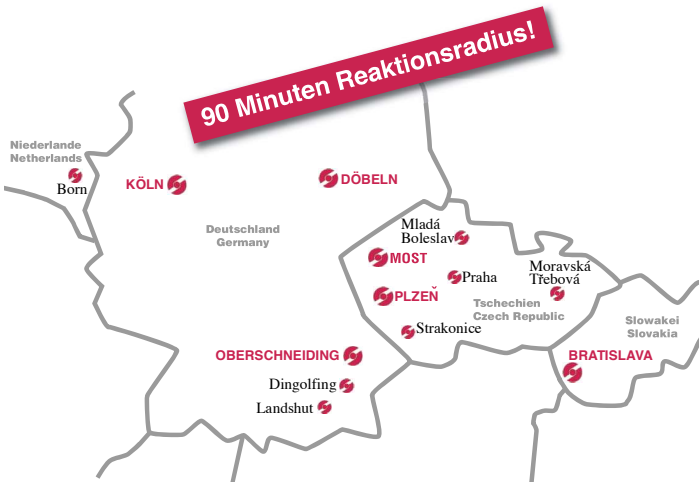 90 Minuten Reaktionsradius!
Niederlande
Netherlands
Born
KÖLN
DÖBELN
Deutschland
Germany
Mladá
Boleslav
MOST
Praha
Moravská
Třebová
PLZEŇ
Tschechien
Czech Republic
Strakonice
Slowakei
Slovakia
OBERSCHNEIDING
BRATISLAVA
Dingolfing
Landshut